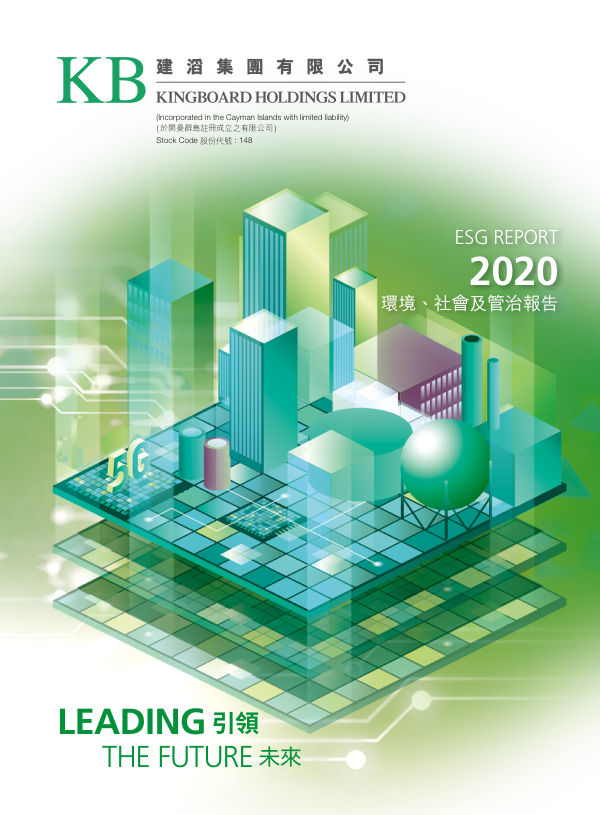 KB
建滔集團有限公司
KINGBOARD HOLDINGS LIMITED
(Incorporated in the Cayman Islands with limited liability)
(於開曼群島註冊成立之有限公司)
Stock Code 股份代號 : 148
ESG REPORT
2020
環境、社會及管治報告
5G
LEADING 引領
THE FUTURE 未來